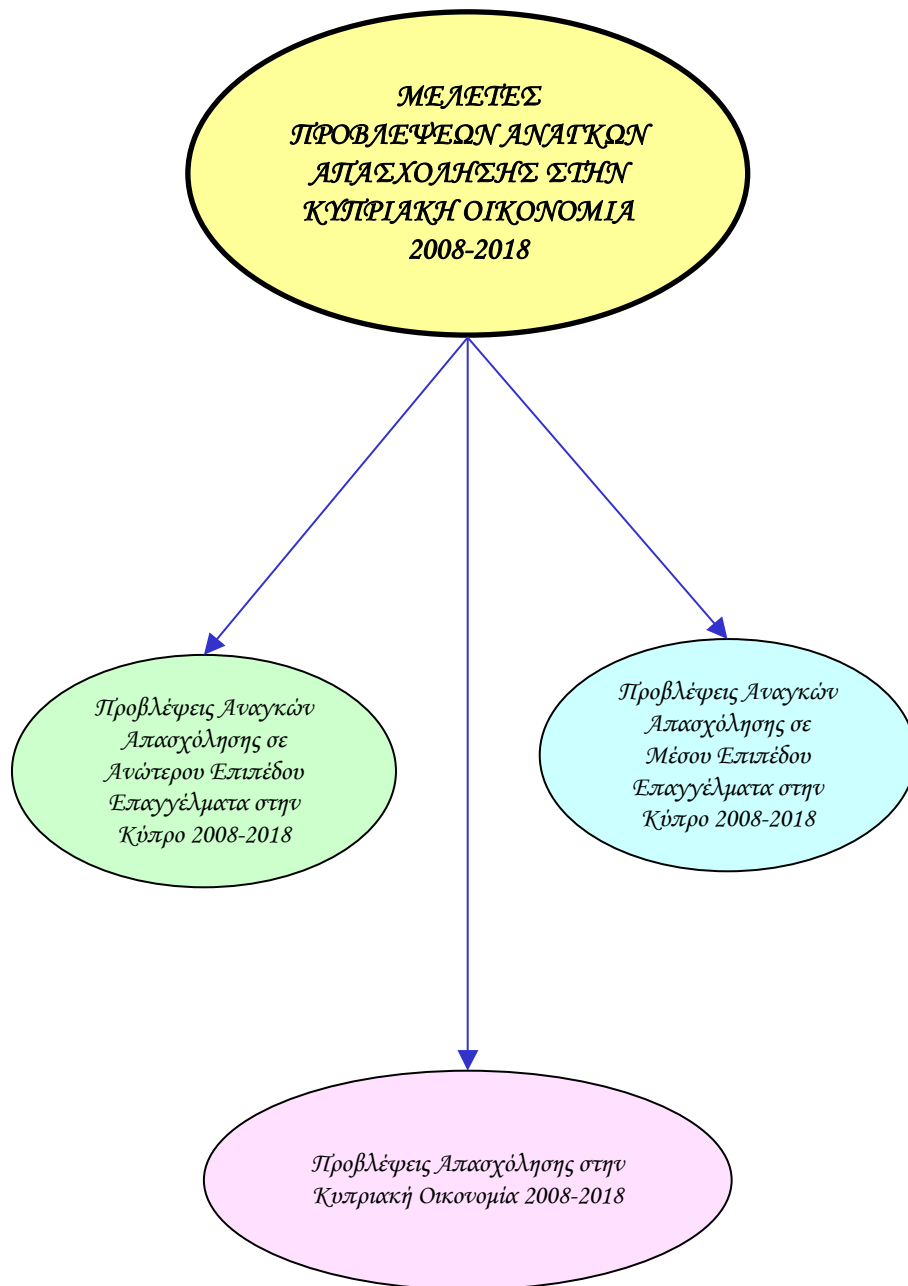 ΜΕΛΕΤΕΣ
ΠΡΟΒΛΕΨΕΩΝ ΑΝΑΓΚΩΝ
ΑΠΑΣΧΟΛΗΣΗΣ ΣΤΗΝ
ΚΥΠΡΙΑΚΗ ΟΙΚΟΝΟΜΙΑ
2008-2018
Προβλέψεις Αναγκών
Απασχόλησης σε
Ανώτερου Επιπέδου
Επαγγέλματα στην
Κύπρο 2008-2018
Προβλέψεις Αναγκών
Απασχόλησης σε
Μέσου Επιπέδου
Επαγγέλματα στην
Κύπρο 2008-2018
Προβλέψεις Απασχόλησης στην
Κυπριακή Οικονομία 2008-2018